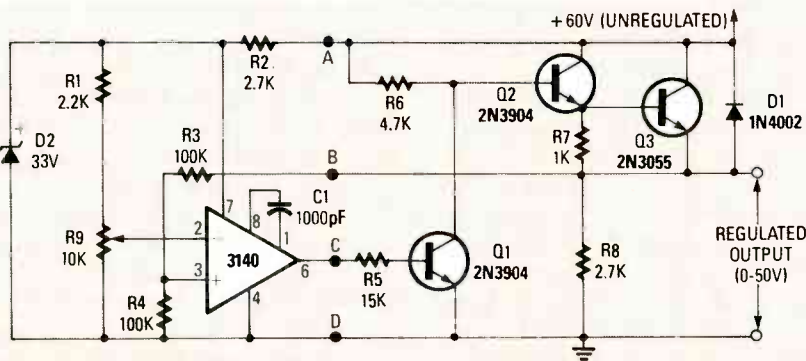 +60V (UNREGULATED)
R2
2.7K
A
R1
2.2K
R6
4.7K
Q2
2N3904
D1
1N4002
+
D2
33V
R3
100K
B
R7
1K
Q3
2N3055
C1
1000pF
7
8
1
R9
10K
2
−
3140
C
6
3
+
4
R5
15K
Q1
2N3904
R8
2.7K
REGULATED
OUTPUT
(0-50V)
R4
100K
D